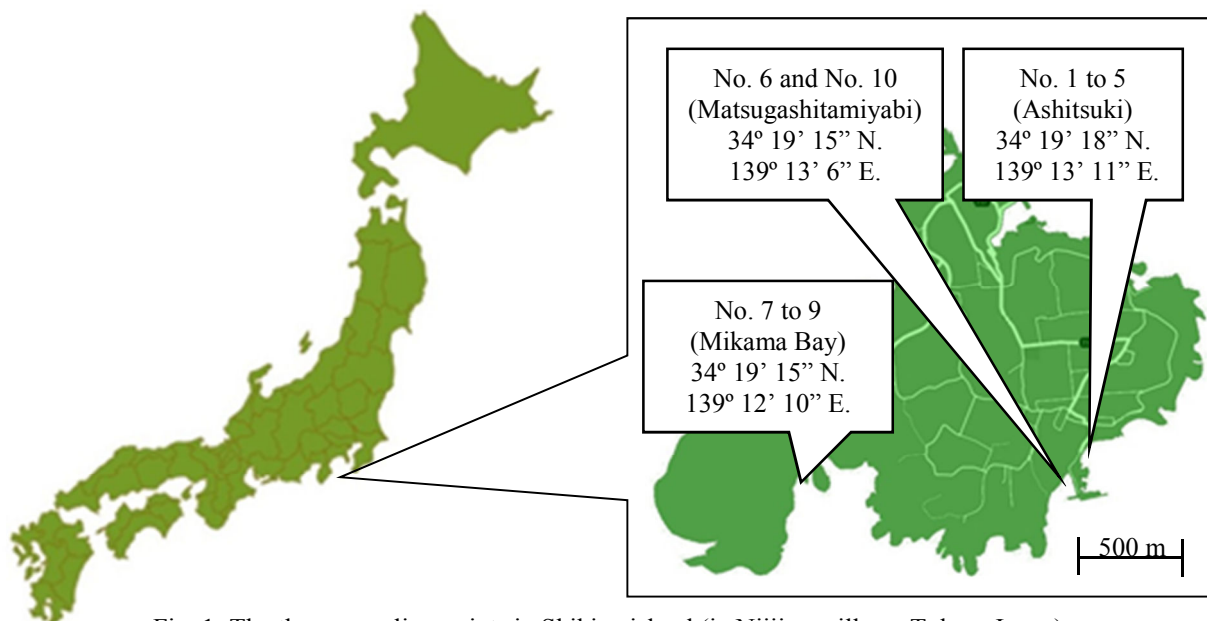 No. 6 and No. 10
(Matsugashitamiyabi)
34º 19’ 15” N.
139º 13’ 6” E.
No. 1 to 5
(Ashitsuki)
34º 19’ 18” N.
139º 13’ 11” E.
No. 7 to 9
(Mikama Bay)
34º 19’ 15” N.
139º 12’ 10” E.
500 m